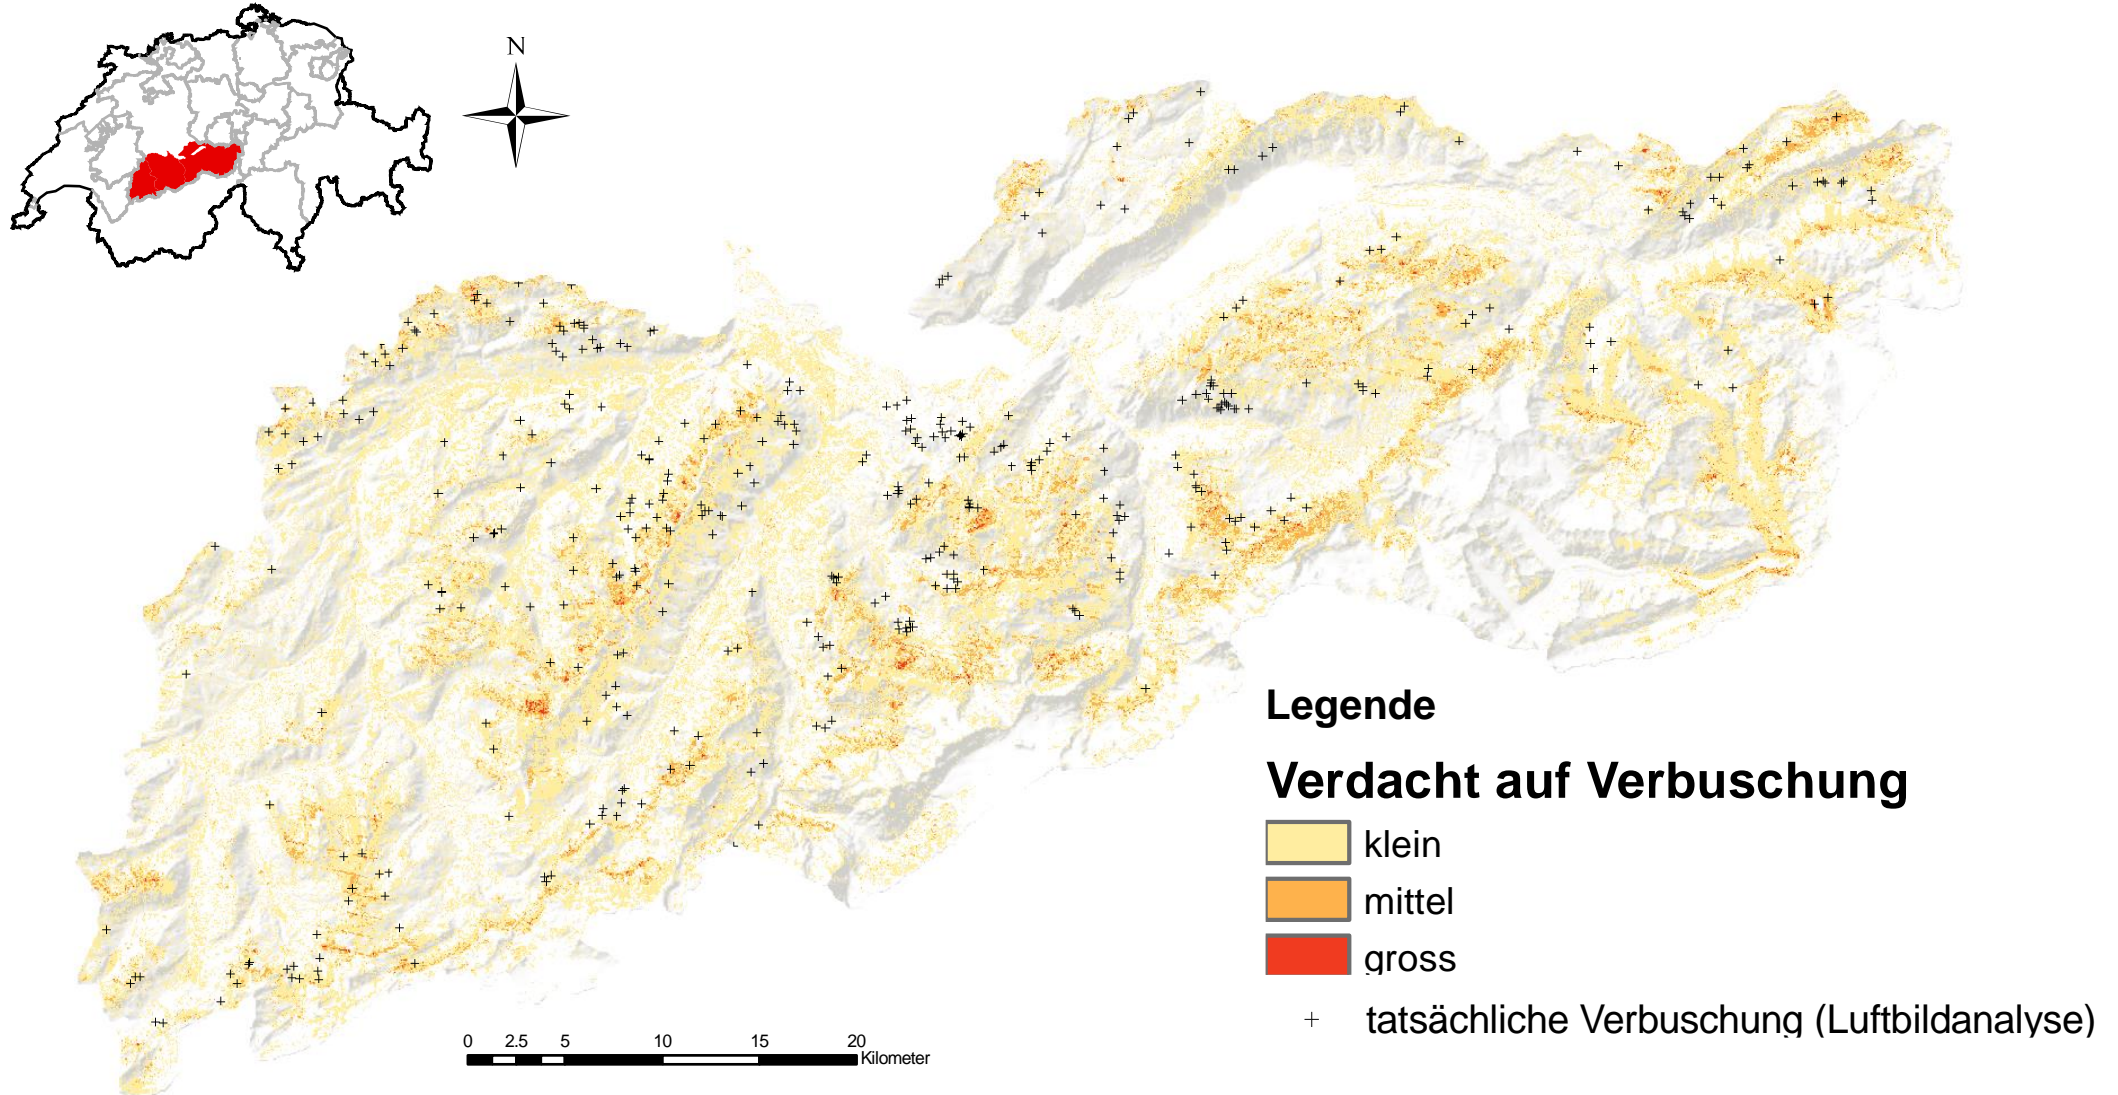 N
Legende
Verdacht auf Verbuschung
klein
mittel
gross
tatsächliche Verbuschung (Luftbildanalyse)
0 2.5 5 10 15 20
Kilometer